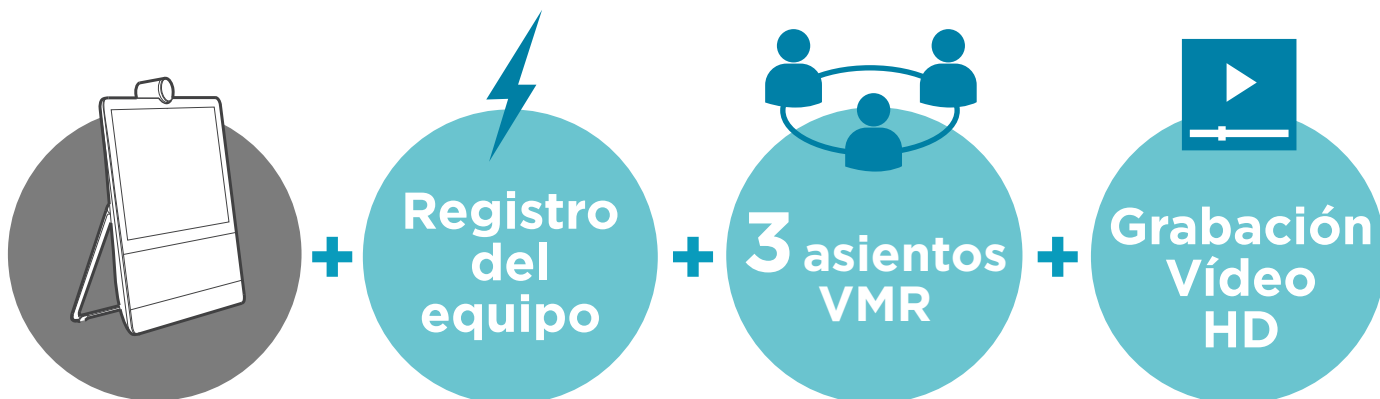 Registro
del
equipo
3 asientos
VMR
Grabación
Vídeo
HD